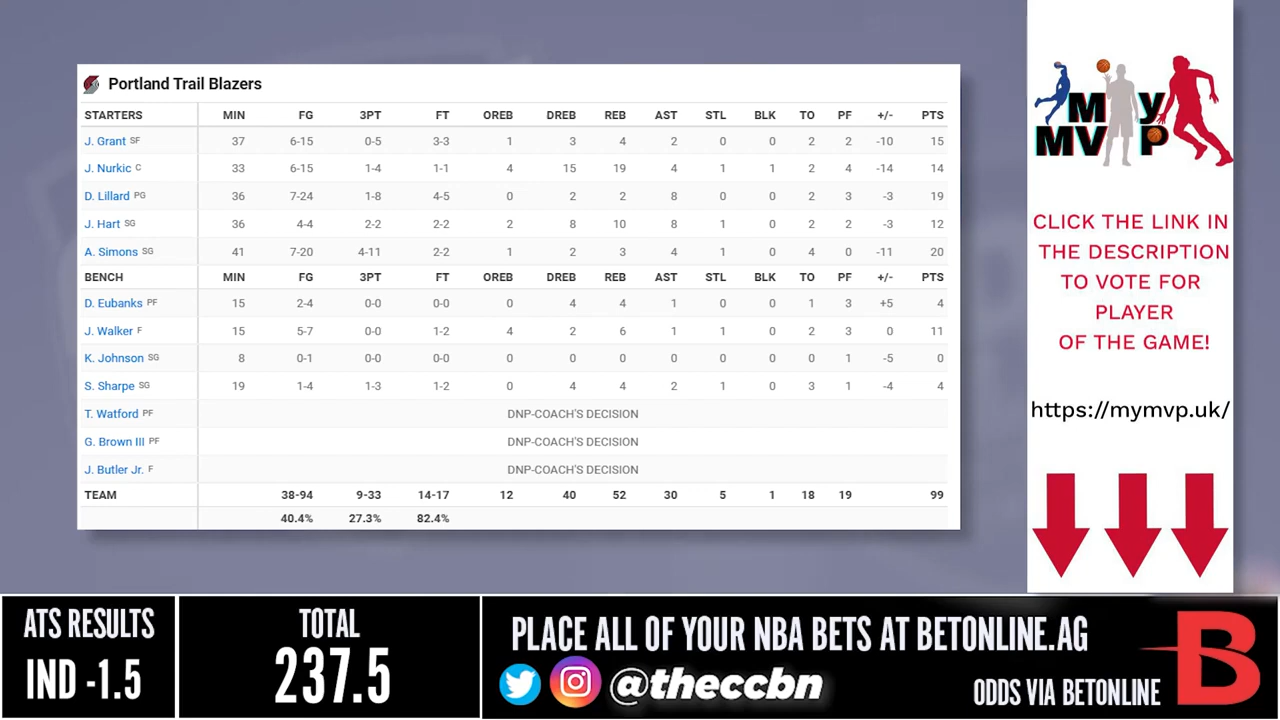 Portland Trail Blazers
STARTERS MIN FG 3PT FT OREB DREB REB AST STL BLK TO PF +/- PTS
J. Grant SF 37 6-15 0-5 3-3 1 3 4 2 0 0 2 2 -10 15
J. Nurkic C 33 6-15 1-4 1-1 4 15 19 4 1 1 2 4 -14 14
D. Lillard PG 36 7-24 1-8 4-5 0 2 2 8 0 0 2 3 -3 19
J. Hart SG 36 4-4 2-2 2-2 2 8 10 8 1 0 2 2 -3 12
A. Simons SG 41 7-20 4-11 2-2 1 2 3 4 1 0 4 0 -11 20
BENCH MIN FG 3PT FT OREB DREB REB AST STL BLK TO PF +/- PTS
D. Eubanks PF 15 2-4 0-0 0-0 0 4 4 1 0 0 1 3 +5 4
J. Walker F 15 5-7 0-0 1-2 4 2 6 1 1 0 2 3 0 11
K. Johnson SG 8 0-1 0-0 0-0 0 0 0 0 0 0 0 1 -5 0
S. Sharpe SG 19 1-4 1-3 1-2 0 4 4 2 1 0 3 1 -4 4
T. Watford PF DNP-COACH'S DECISION
G. Brown III PF DNP-COACH'S DECISION
J. Butler Jr. F DNP-COACH'S DECISION
TEAM 38-94 9-33 14-17 12 40 52 30 5 1 18 19 99
40.4% 27.3% 82.4%
My
MVP
CLICK THE LINK IN
THE DESCRIPTION
TO VOTE FOR
PLAYER
OF THE GAME!
https://mymvp.uk/
ATS RESULTS
IND -1.5
TOTAL
237.5
PLACE ALL OF YOUR NBA BETS AT BETONLINE.AG
@theccbn
ODDS VIA BETONLINE
B